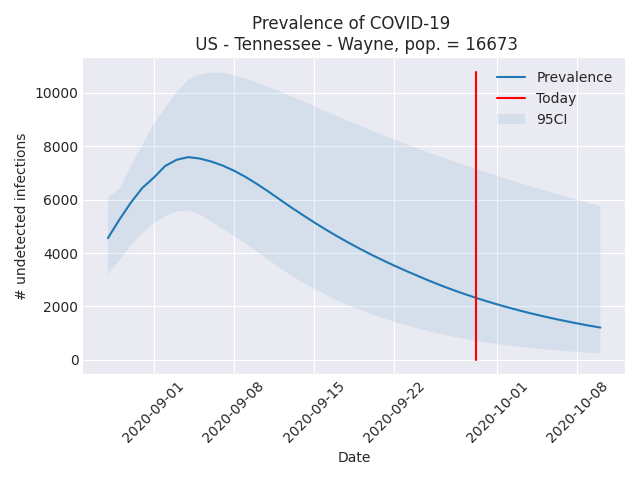 Prevalence of COVID-19
US - Tennessee - Wayne, pop. = 16673
Prevalence
Today
95CI
# undetected infections
10000
8000
6000
4000
2000
0
2020-09-01
2020-09-08
2020-09-15
2020-09-22
2020-10-01
2020-10-08
Date